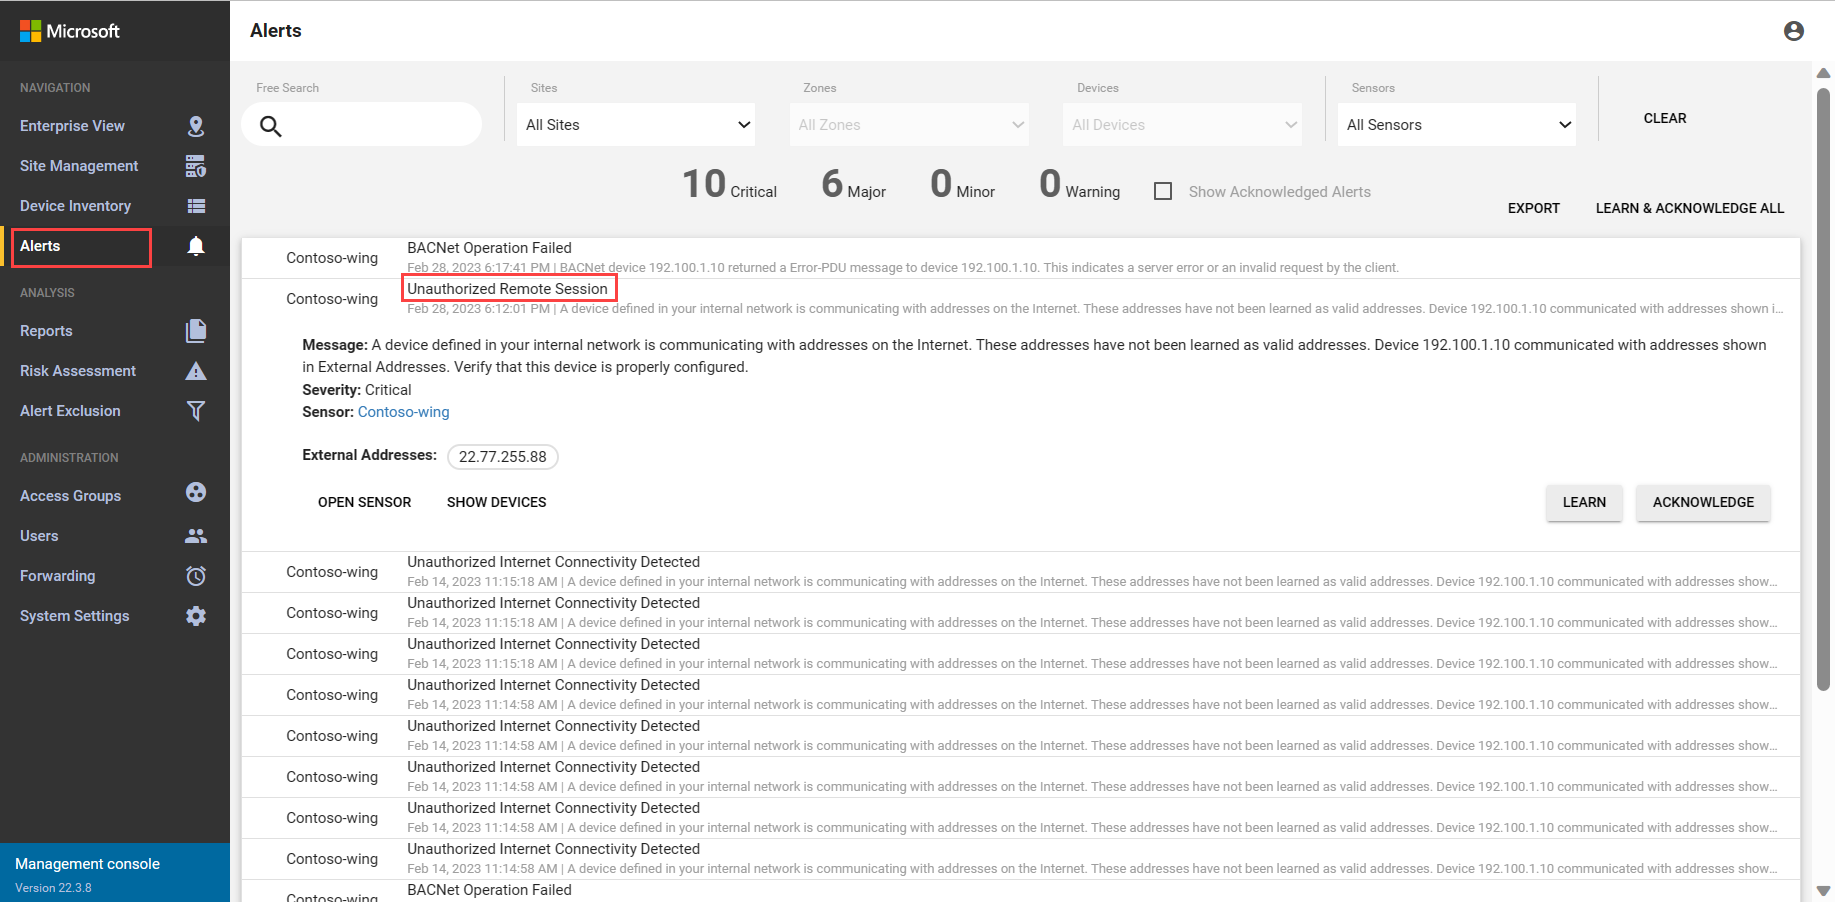 Microsoft
NAVIGATION
Enterprise View
Site Management
Device Inventory
Alerts
ANALYSIS
Reports
Risk Assessment
Alert Exclusion
ADMINISTRATION
Access Groups
Users
Forwarding
System Settings
Management console
Version 22.3.8
Alerts
Free Search
Sites
Zones
Devices
Sensors
All Sites
All Zones
All Devices
All Sensors
CLEAR
10 Critical
6 Major
0 Minor
0 Warning
Show Acknowledged Alerts
EXPORT
LEARN & ACKNOWLEDGE ALL
Contoso-wing
BACNet Operation Failed
Feb 28, 2023 6:17:41 PM | BACNet device 192.100.1.10 returned a Error-PDU message to device 192.100.1.10. This indicates a server error or an invalid request by the client.
Contoso-wing
Unauthorized Remote Session
Feb 28, 2023 6:12:01 PM | A device defined in your internal network is communicating with addresses on the Internet. These addresses have not been learned as valid addresses. Device 192.100.1.10 communicated with addresses shown i...
Message: A device defined in your internal network is communicating with addresses on the Internet. These addresses have not been learned as valid addresses. Device 192.100.1.10 communicated with addresses shown
in External Addresses. Verify that this device is properly configured.
Severity: Critical
Sensor: Contoso-wing
External Addresses: 22.77.255.88
OPEN SENSOR
SHOW DEVICES
LEARN
ACKNOWLEDGE
Contoso-wing
Unauthorized Internet Connectivity Detected
Feb 14, 2023 11:15:18 AM | A device defined in your internal network is communicating with addresses on the Internet. These addresses have not been learned as valid addresses. Device 192.100.1.10 communicated with addresses show...
Contoso-wing
Unauthorized Internet Connectivity Detected
Feb 14, 2023 11:15:18 AM | A device defined in your internal network is communicating with addresses on the Internet. These addresses have not been learned as valid addresses. Device 192.100.1.10 communicated with addresses show...
Contoso-wing
Unauthorized Internet Connectivity Detected
Feb 14, 2023 11:15:18 AM | A device defined in your internal network is communicating with addresses on the Internet. These addresses have not been learned as valid addresses. Device 192.100.1.10 communicated with addresses show...
Contoso-wing
Unauthorized Internet Connectivity Detected
Feb 14, 2023 11:14:58 AM | A device defined in your internal network is communicating with addresses on the Internet. These addresses have not been learned as valid addresses. Device 192.100.1.10 communicated with addresses show...
Contoso-wing
Unauthorized Internet Connectivity Detected
Feb 14, 2023 11:14:58 AM | A device defined in your internal network is communicating with addresses on the Internet. These addresses have not been learned as valid addresses. Device 192.100.1.10 communicated with addresses show...
Contoso-wing
Unauthorized Internet Connectivity Detected
Feb 14, 2023 11:14:58 AM | A device defined in your internal network is communicating with addresses on the Internet. These addresses have not been learned as valid addresses. Device 192.100.1.10 communicated with addresses show...
Contoso-wing
Unauthorized Internet Connectivity Detected
Feb 14, 2023 11:14:58 AM | A device defined in your internal network is communicating with addresses on the Internet. These addresses have not been learned as valid addresses. Device 192.100.1.10 communicated with addresses show...
Contoso-wing
Unauthorized Internet Connectivity Detected
Feb 14, 2023 11:14:58 AM | A device defined in your internal network is communicating with addresses on the Internet. These addresses have not been learned as valid addresses. Device 192.100.1.10 communicated with addresses show...
Contoso-wing
BACNet Operation Failed